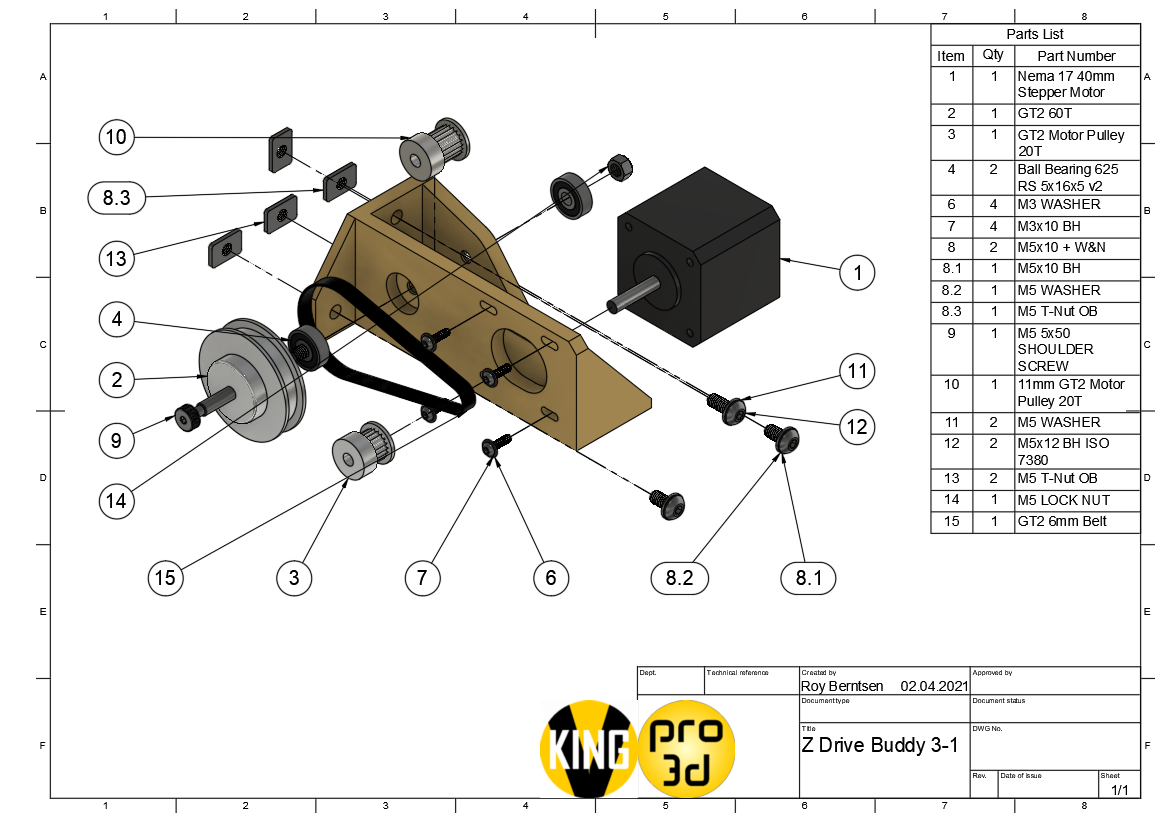 1 2 3 4 5 6 7 8
A
B
C
D
E
F
A
B
C
D
E
F
1 2 3 4 5 6 7 8
10
8.3
13
4
2
9
14
15
3
7
6
8.2
8.1
12
11
1
Parts List
Item Qty Part Number
1 1 Nema 17 40mm
Stepper Motor
2 1 GT2 60T
3 1 GT2 Motor Pulley
20T
4 2 Ball Bearing 625
RS 5x16x5 v2
6 4 M3 WASHER
7 4 M3x10 BH
8 2 M5x10 + W&N
8.1 1 M5x10 BH
8.2 1 M5 WASHER
8.3 1 M5 T-Nut OB
9 1 M5 5x50
SHOULDER
SCREW
10 1 11mm GT2 Motor
Pulley 20T
11 2 M5 WASHER
12 2 M5x12 BH ISO
7380
13 2 M5 T-Nut OB
14 1 M5 LOCK NUT
15 1 GT2 6mm Belt
Dept. Technical reference Created by Approved by
Roy Berntsen 02.04.2021
Document type Document status
Title DWG No.
Z Drive Buddy 3-1
Rev. Date of issue Sheet
1/1
KING
pro
3d